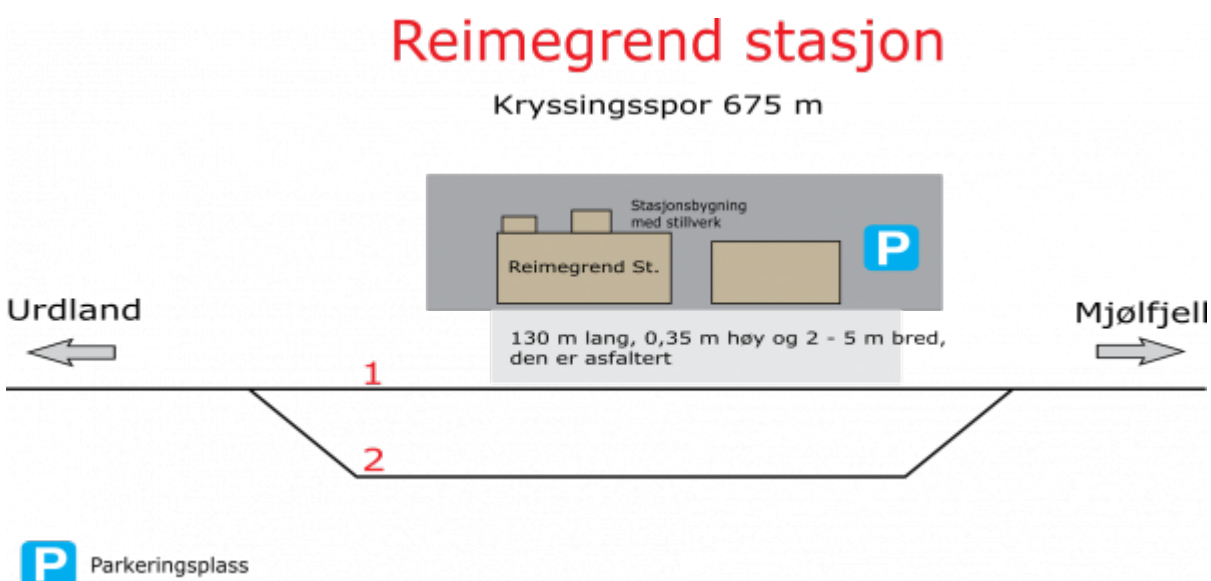 Reimegrend stasjon
Kryssingsspor 675 m
Stasjonsbygning
med stillverk
P
Reimegrend St.
Urdland
Mjølfjell
130 m lang, 0,35 m høy og 2 - 5 m bred,
den er asfaltert
1
2
P Parkeringsplass